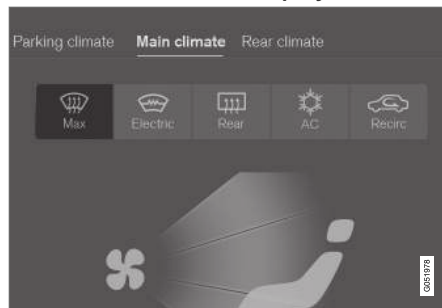 Parking climate Main climate Rear climate
Max Electric Rear AC Recirc
G051978